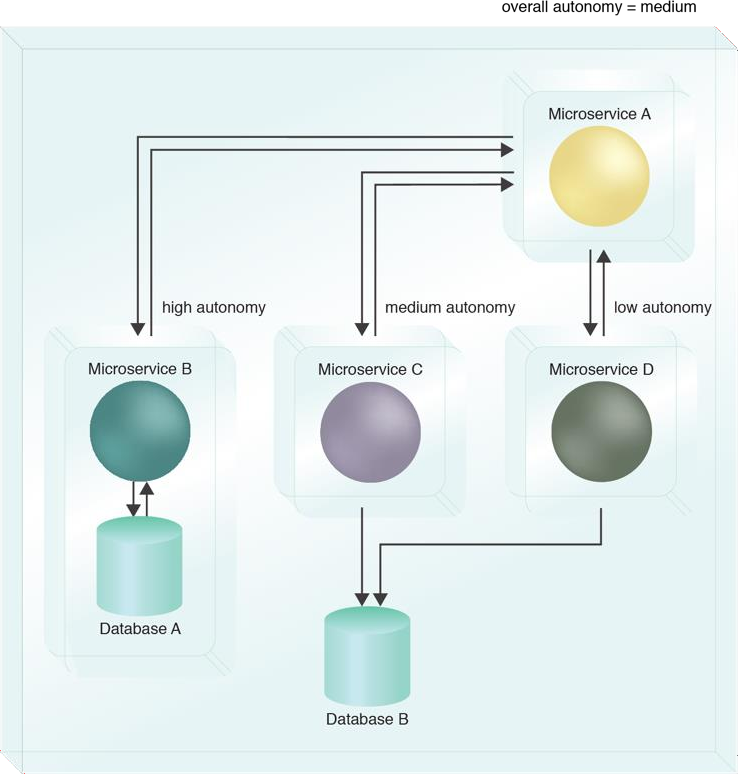 overall autonomy = medium
Microservice A
high autonomy
medium autonomy
low autonomy
Microservice B
Microservice C
Microservice D
Database A
Database B